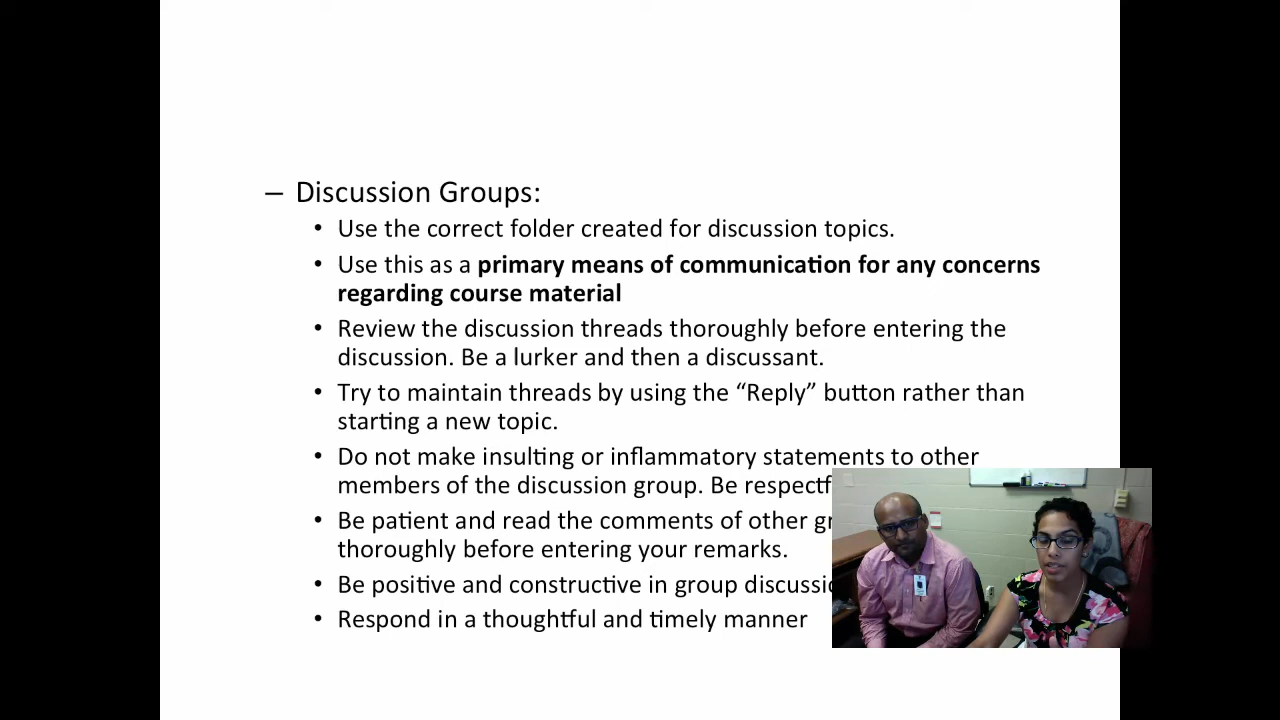 – Discussion Groups:
• Use the correct folder created for discussion topics.
• Use this as a primary means of communication for any concerns
regarding course material
• Review the discussion threads thoroughly before entering the
discussion. Be a lurker and then a discussant.
• Try to maintain threads by using the “Reply” button rather than
starting a new topic.
• Do not make insulting or inflammatory statements to other
members of the discussion group. Be
• Be patient and read the comments of other
thoroughly before entering your remarks.
• Be positive and constructive in group
• Respond in a thoughtful and timely manner